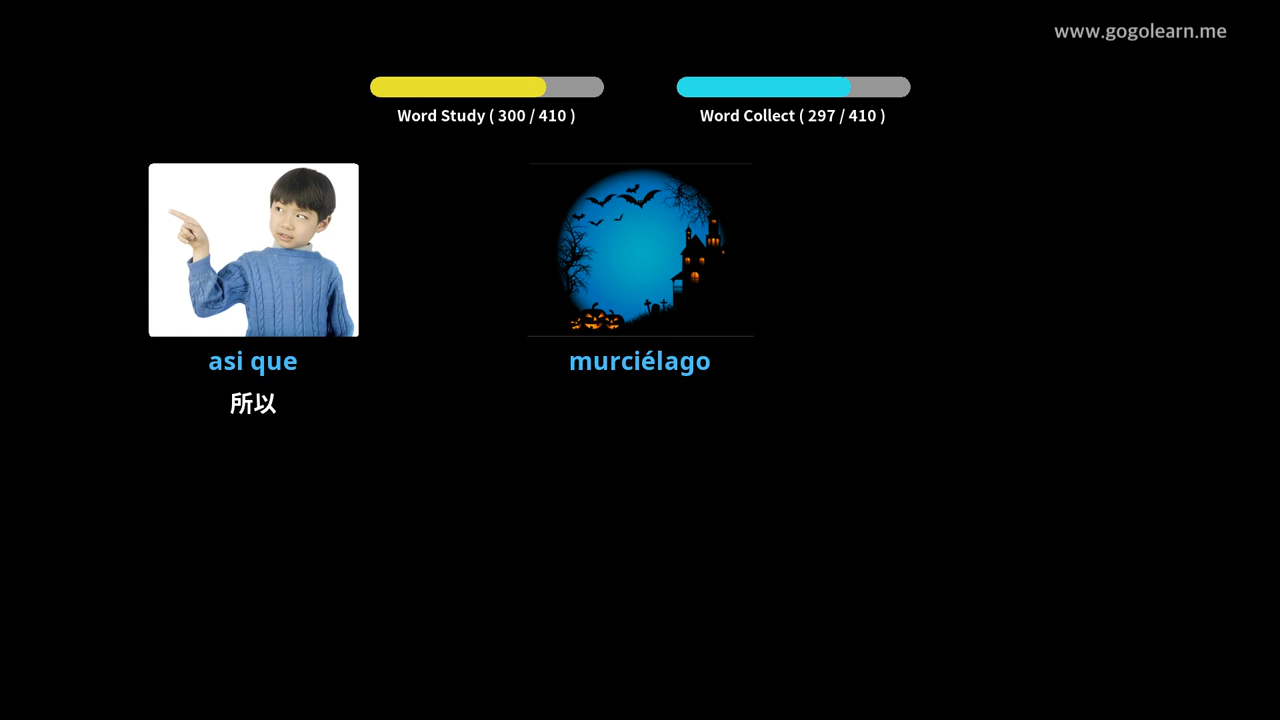 www.gogolearn.me
Word Study ( 300 / 410 )
Word Collect ( 297 / 410 )
asi que
所以
murciélago